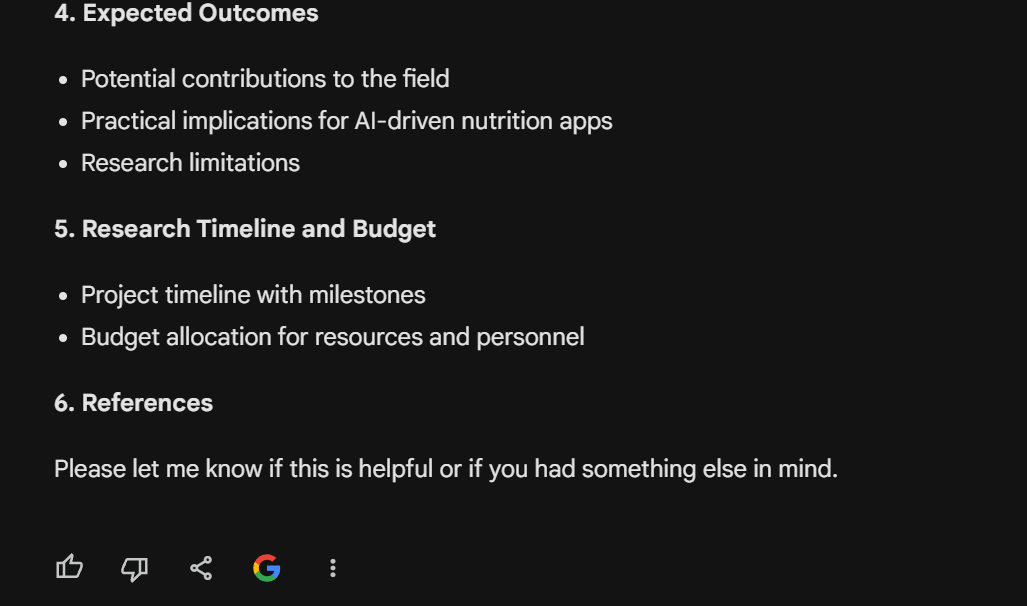 4. Expected Outcomes
• Potential contributions to the field
• Practical implications for AI-driven nutrition apps
• Research limitations
5. Research Timeline and Budget
• Project timeline with milestones
• Budget allocation for resources and personnel
6. References
Please let me know if this is helpful or if you had something else in mind.